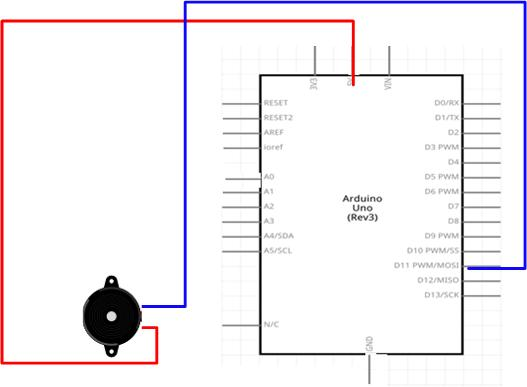 3V3
VIN
RESET
RESET2
AREF
ioref
A0
A1
A2
A3
A4/SDA
A5/SCL
N/C
Arduino
Uno
(Rev3)
D0/RX
D1/TX
D2
D3 PWM
D4
D5 PWM
D6 PWM
D7
D8
D9 PWM
D10 PWM/SS
D11 PWM/MOSI
D12/MISO
D13/SCK
GND